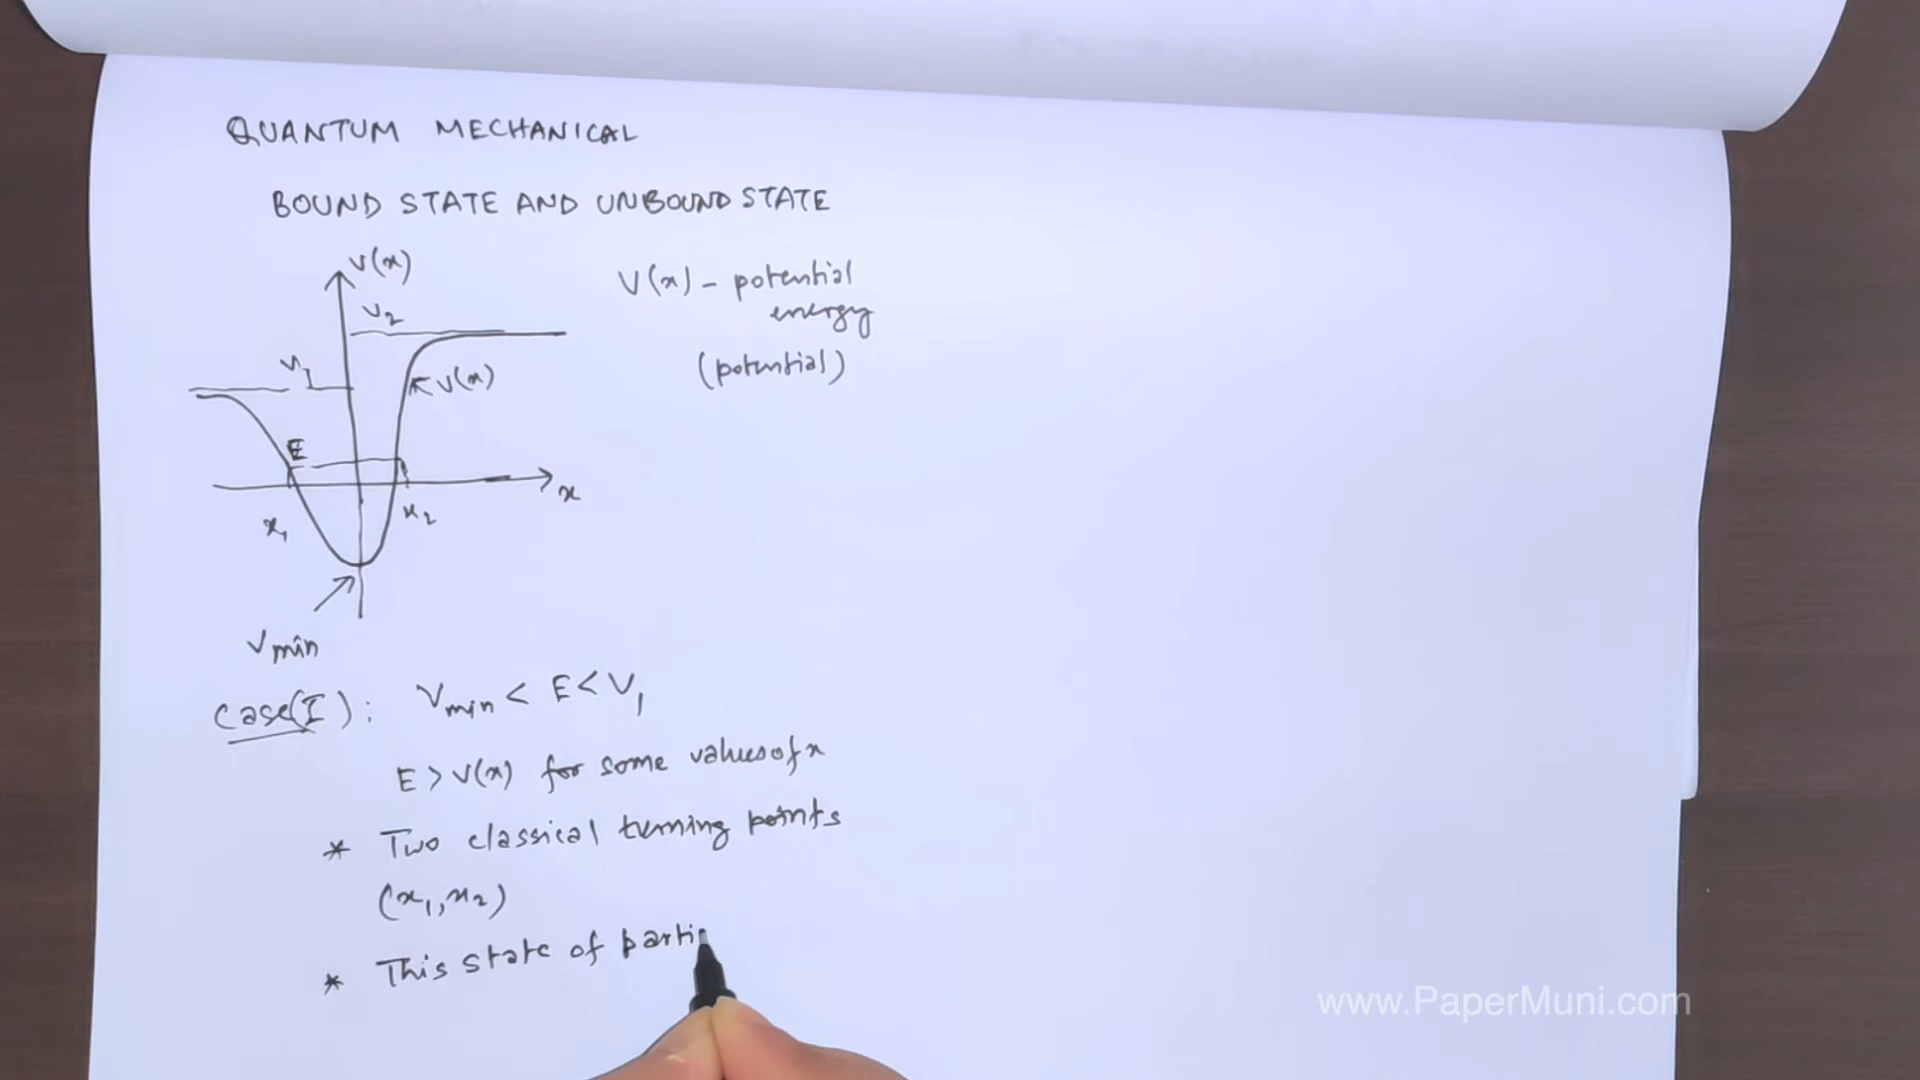 QUANTUM MECHANICAL
BOUND STATE AND UNBOUND STATE
V(x)
V2
V1
V(x)
E
x
x1
x2
Vmin
V(x) - potential
energy
(potential)
Case(I): Vmin < E < V1
E > V(x) for some values of x
* Two classical turning points
(x1, x2)
* This state of parti
www.PaperMuni.com